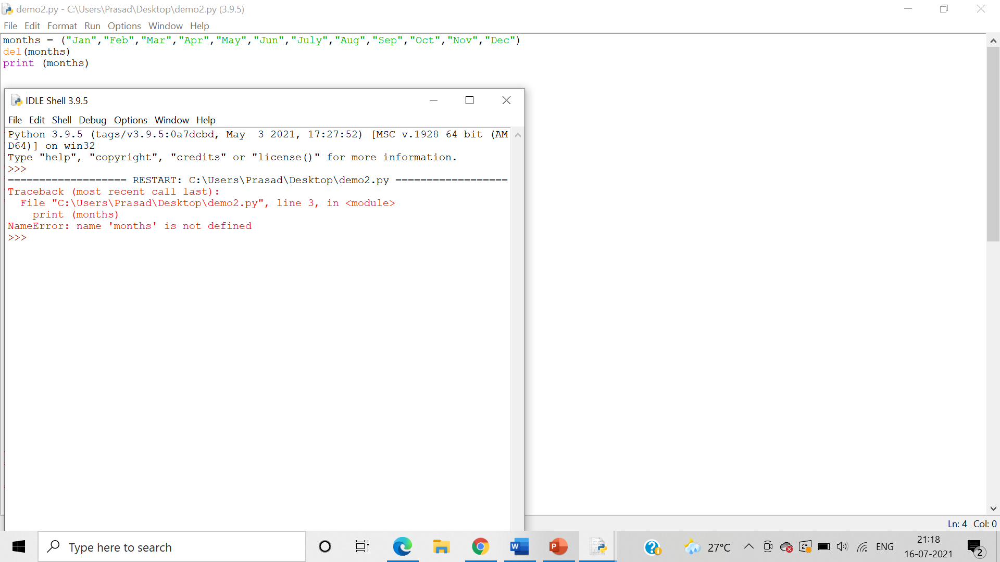 demo2.py - C:\Users\Prasad\Desktop\demo2.py (3.9.5)
File Edit Format Run Options Window Help
months = ("Jan","Feb","Mar","Apr","May","Jun","July","Aug","Sep","Oct","Nov","Dec")
del(months)
print (months)
IDLE Shell 3.9.5
File Edit Shell Debug Options Window Help
Python 3.9.5 (tags/v3.9.5:0a7dcbd, May  3 2021, 17:27:52) [MSC v.1928 64 bit (AM
D64)] on win32
Type "help", "copyright", "credits" or "license()" for more information.
>>>
=================== RESTART: C:\Users\Prasad\Desktop\demo2.py ==================
Traceback (most recent call last):
  File "C:\Users\Prasad\Desktop\demo2.py", line 3, in <module>
    print (months)
NameError: name 'months' is not defined
>>>
Ln: 4 Col: 0
Type here to search
W
P
27°C
ENG
21:18
16-07-2021
2